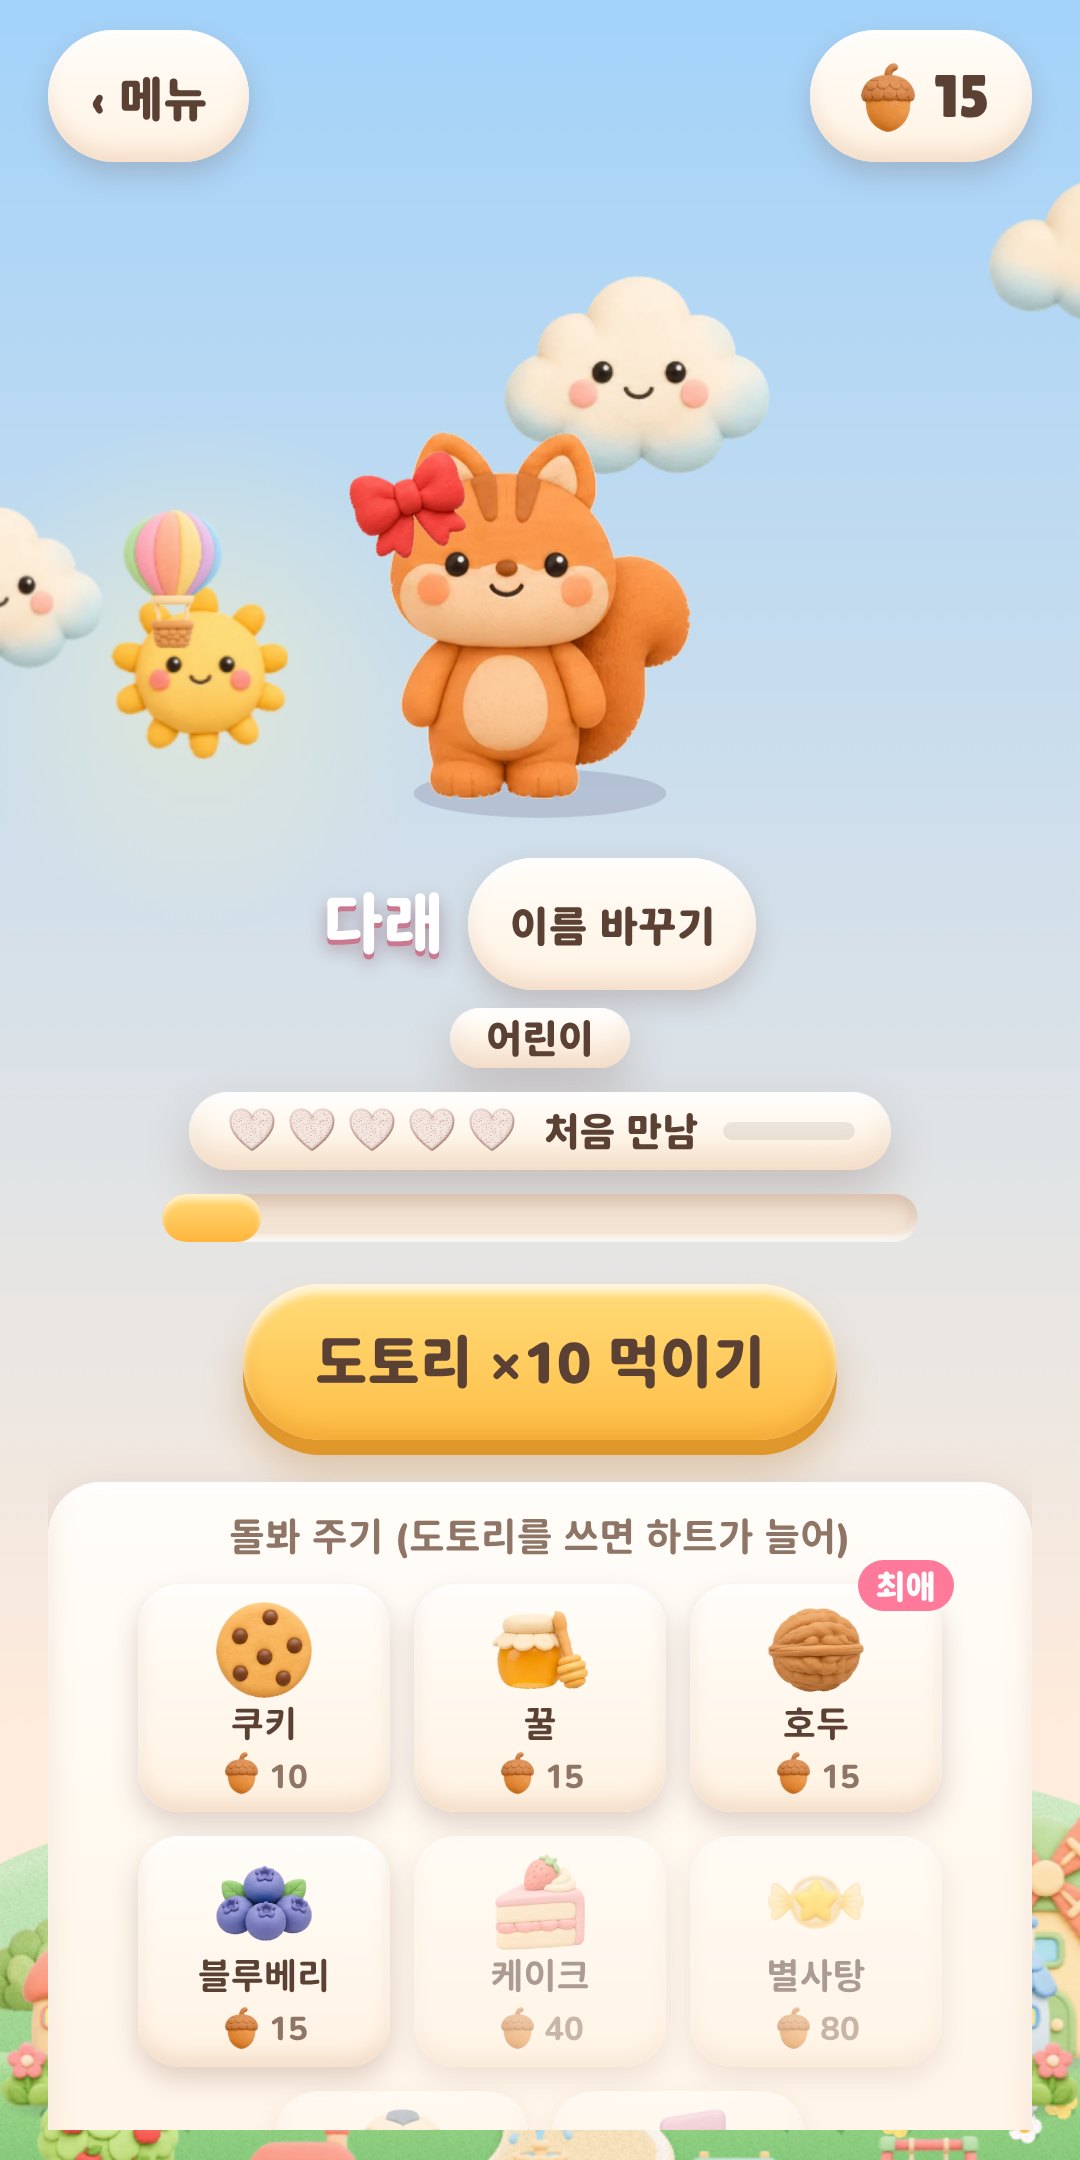 ‹ 메뉴
15
다래
이름 바꾸기
어린이
처음 만남
도토리 ×10 먹이기
돌봐 주기 (도토리를 쓰면 하트가 늘어)
최애
쿠키
10
꿀
15
호두
15
블루베리
15
케이크
40
별사탕
80